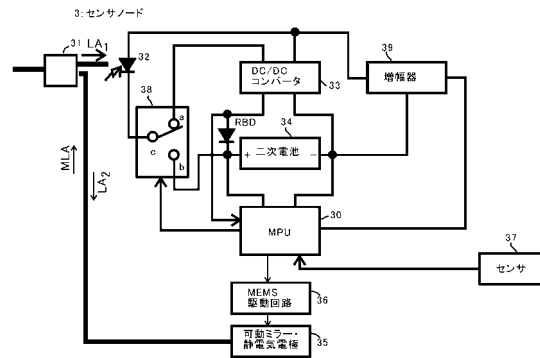 3:センサノード
31
LA1
32
38
a
c
b
DC/DC
コンバータ
33
39
増幅器
RBD
34
+ 二次電池 -
MLA
LA2
30
MPU
37
センサ
MEMS
駆動回路
36
可動ミラー・
静電気電極
35